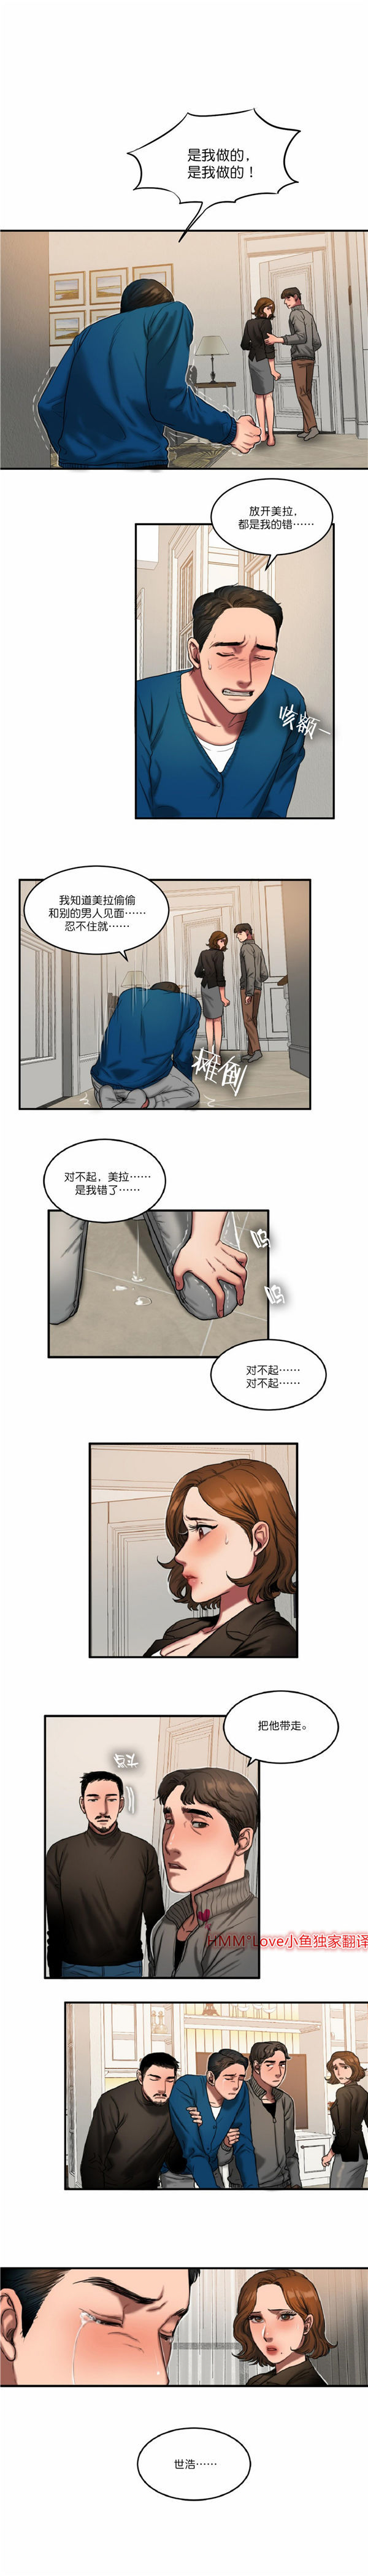 是我做的，
是我做的！
放开美拉，
都是我的错……
咳额—
我知道美拉偷偷
和别的男人见面……
忍不住就……
摊倒
对不起，美拉……
是我错了……
呜
呜
对不起……
对不起……
把他带走。
点头
HMM°Love小鱼独家翻译
世浩……